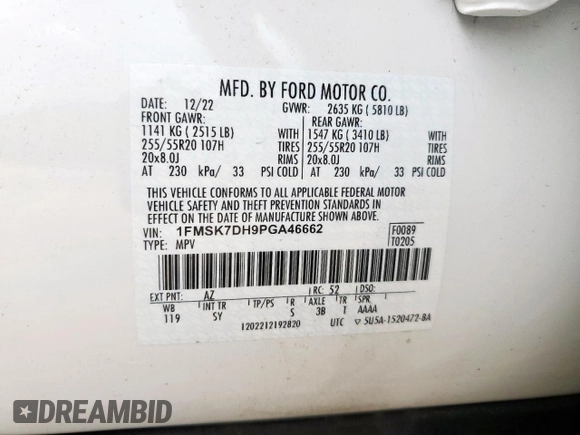 MFD. BY FORD MOTOR CO.
DATE: 12/22 GVWR: 2635 KG ( 5810 LB)
FRONT GAWR: REAR GAWR:
1141 KG ( 2515 LB) WITH 1547 KG ( 3410 LB) WITH
255/55R20 107H TIRES 255/55R20 107H TIRES
20x8.0J RIMS 20x8.0J RIMS
AT 230 kPa/ 33 PSI COLD AT 230 kPa/ 33 PSI COLD
THIS VEHICLE CONFORMS TO ALL APPLICABLE FEDERAL MOTOR
VEHICLE SAFETY AND THEFT PREVENTION STANDARDS IN EFFECT
ON THE DATE OF MANUFACTURE SHOWN ABOVE.
VIN: 1FMSK7DH9PGA46662 F0089
TYPE: MPV T0205
EXT PNT: AZ RC: 52 DSO:
WB INT TR TP/PS R AXLE TR SPR
119 SY S 3B T AAAA
1202212192820 UTC ▽ 5U5A-1520472-BA
DREAMBID